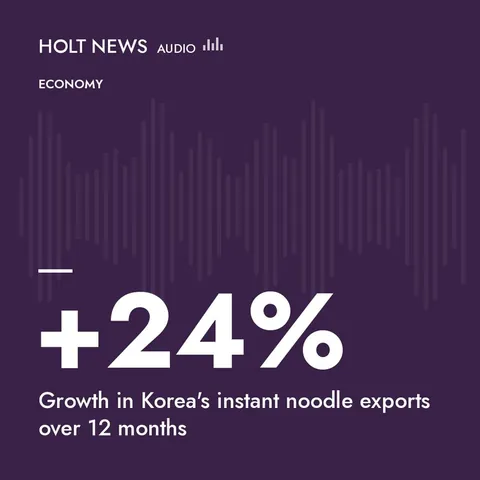 HOLT NEWS AUDIO
ECONOMY
+24%
Growth in Korea's instant noodle exports
over 12 months